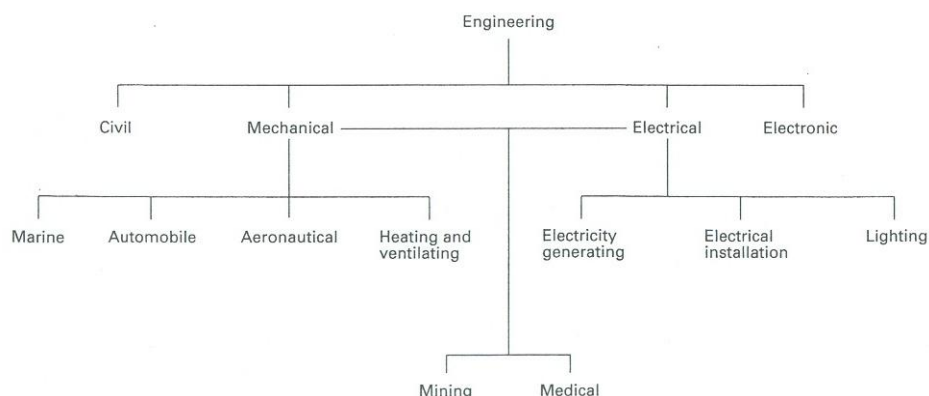 Engineering
Civil
Mechanical
Electrical
Electronic
Marine
Automobile
Aeronautical
Heating and
ventilating
Electricity
generating
Electrical
installation
Lighting
Mining
Medical